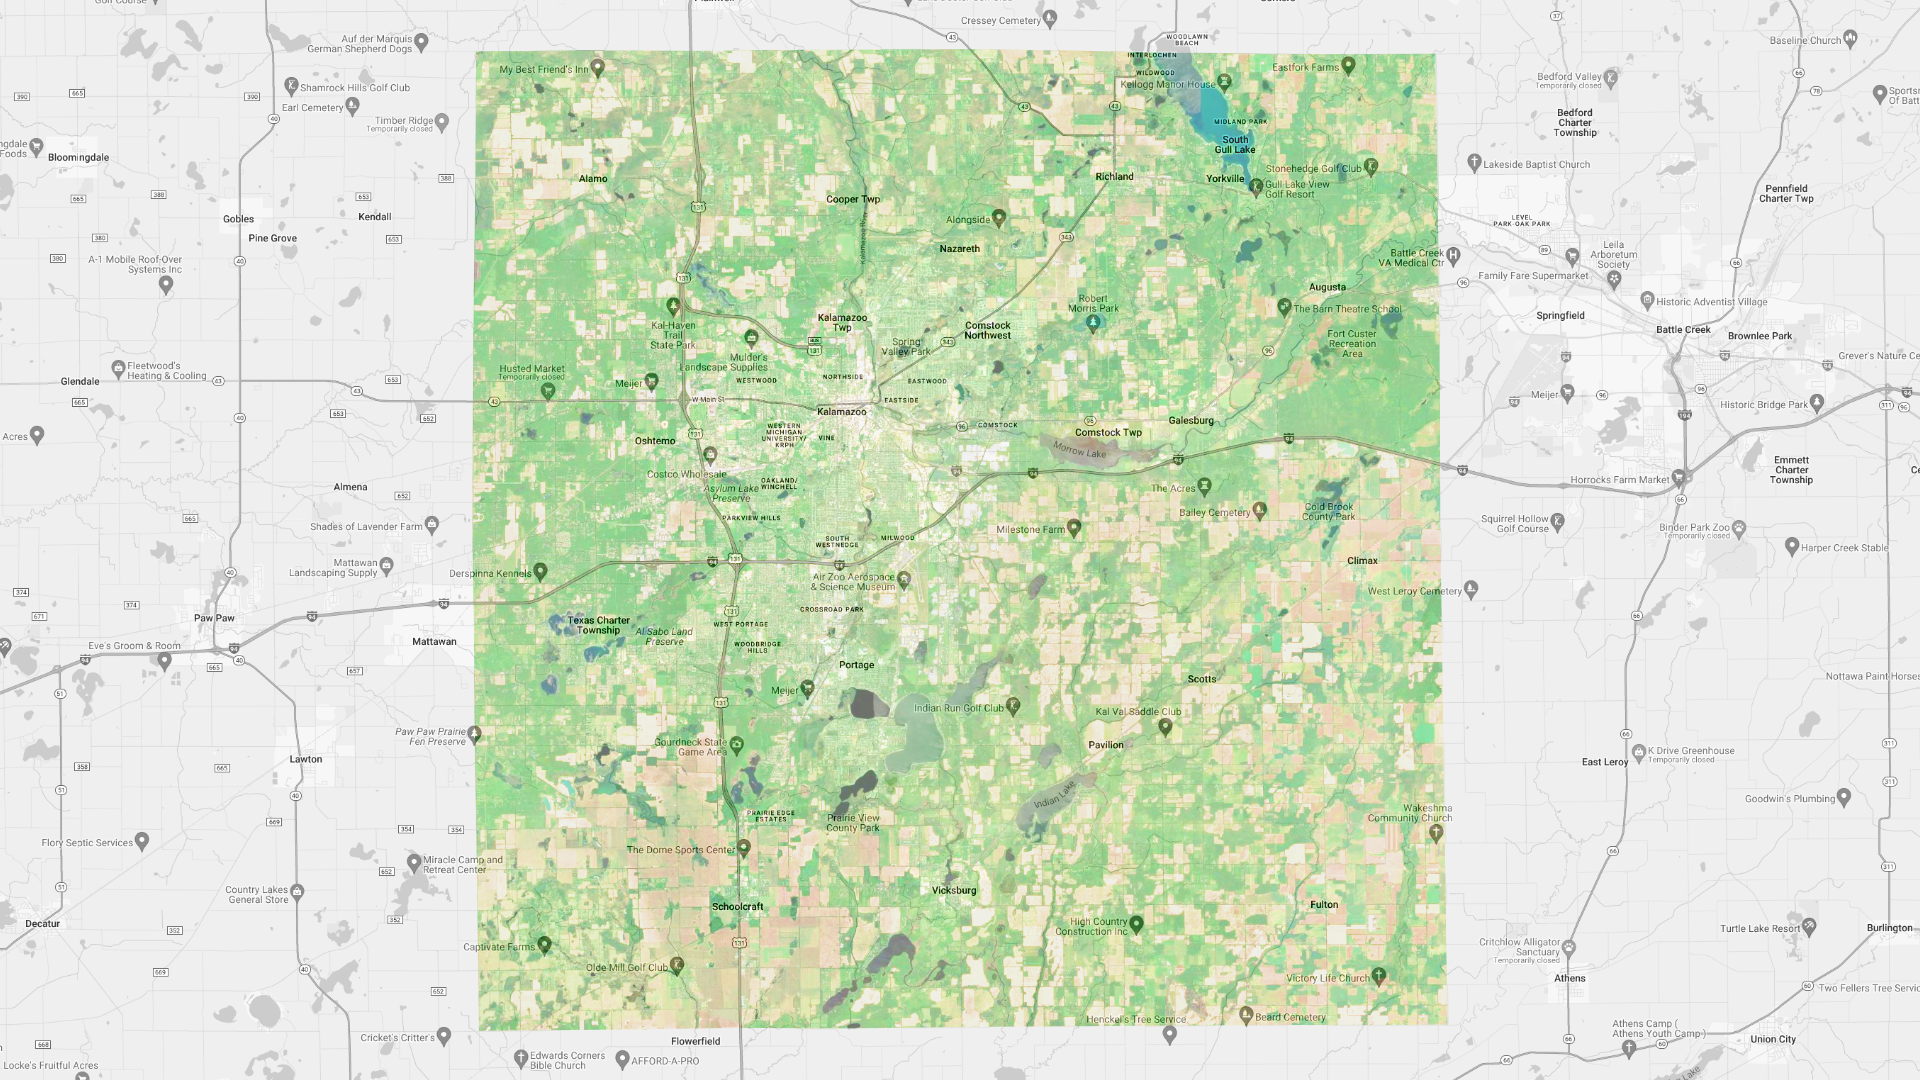 Golf Course
Cressey Cemetery
WOODLAWN
BEACH
Baseline Church
Auf der Marquis
German Shepherd Dogs
INTERLOCHEN
WILDWOOD
My Best Friend's Inn
Eastfork Farms
Kellogg Manor House
Bedford Valley
Temporarily closed
Shamrock Hills Golf Club
Earl Cemetery
Timber Ridge
Temporarily closed
MIDLAND PARK
Bedford
Charter
Township
Bloomingdale
South
Gull Lake
Lakeside Baptist Church
Stonehedge Golf Club
Alamo
Richland
Yorkville
Gull Lake View
Golf Resort
Pennfield
Charter Twp
Cooper Twp
Kalamazoo River
Gobles
Kendall
Pine Grove
Alongside
Nazareth
LEVEL
PARK-OAK PARK
Leila
Arboretum
Society
Battle Creek
VA Medical Ctr
A-1 Mobile Roof-Over
Systems Inc
Family Fare Supermarket
Augusta
Robert
Morris Park
The Barn Theatre School
Historic Adventist Village
Springfield
Kalamazoo
Twp
Kal-Haven
Trail
State Park
Comstock
Northwest
Battle Creek
Brownlee Park
Spring
Valley Park
Fort Custer
Recreation
Area
Mulder's
Landscape Supplies
Fleetwood's
Heating & Cooling
Glendale
Husted Market
Temporarily closed
Meijer
WESTWOOD
NORTHSIDE
EASTWOOD
W Main St
EASTSIDE
Kalamazoo
Meijer
Historic Bridge Park
WESTERN
MICHIGAN
UNIVERSITY/
KRPH
VINE
COMSTOCK
Comstock Twp
Galesburg
Acres
Oshtemo
Morrow Lake
Costco Wholesale
Asylum Lake
Preserve
OAKLAND/
WINCHELL
Emmett
Charter
Township
Horrocks Farm Market
Almena
The Acres
Bailey Cemetery
Cold Brook
County Park
PARKVIEW HILLS
Shades of Lavender Farm
Milestone Farm
Squirrel Hollow
Golf Course
Binder Park Zoo
Temporarily closed
SOUTH
WESTNEDGE
MILWOOD
Harper Creek Stable
Mattawan
Landscaping Supply
Climax
Derspinna Kennels
Air Zoo Aerospace
& Science Museum
West Leroy Cemetery
CROSSROAD PARK
Paw Paw
Texas Charter
Township
Al Sabo Land
Preserve
WEST PORTAGE
Mattawan
Eve's Groom & Room
WOODBRIDGE
HILLS
Portage
Scotts
Meijer
Indian Run Golf Club
Kal Val Saddle Club
Paw Paw Prairie
Fen Preserve
Gourdneck State
Game Area
Pavilion
K Drive Greenhouse
Temporarily closed
East Leroy
Lawton
Indian Lake
Goodwin's Plumbing
Wakeshma
Community Church
PRAIRIE EDGE
ESTATES
Prairie View
County Park
Flory Septic Services
The Dome Sports Center
Miracle Camp and
Retreat Center
Country Lakes
General Store
Vicksburg
Schoolcraft
Fulton
Decatur
High Country
Construction Inc
Turtle Lake Resort
Burlington
Captivate Farms
Critchlow Alligator
Sanctuary
Temporarily closed
Olde Mill Golf Club
Victory Life Church
Athens
Henckel's Tree Service
Beard Cemetery
Athens Camp (
Athens Youth Camp)
Cricket's Critter's
Flowerfield
Union City
Edwards Corners
Bible Church
AFFORD-A-PRO
Locke's Fruitful Acres